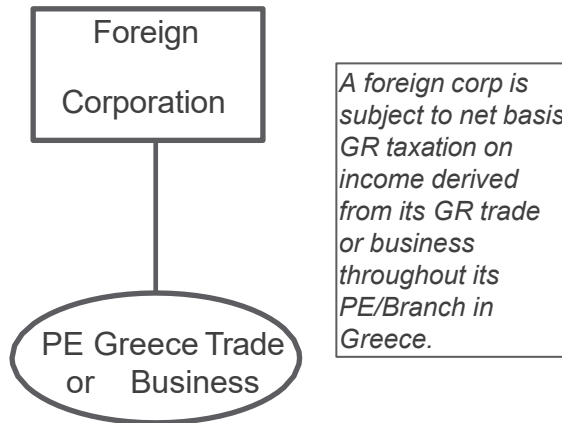 Foreign
Corporation
PE Greece Trade
or Business
A foreign corp is
subject to net basis
GR taxation on
income derived
from its GR trade
or business
throughout its
PE/Branch in
Greece.